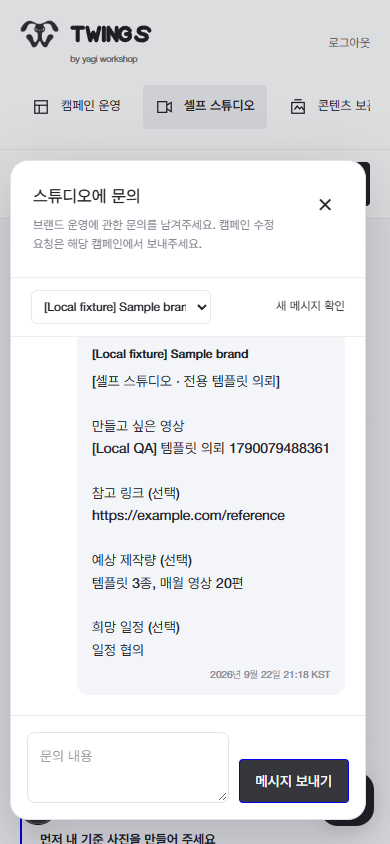 TWINGS
by yagi workshop
로그아웃
캠페인 운영
셀프 스튜디오
콘텐츠
스튜디오에 문의
브랜드 운영에 관한 문의를 남겨주세요. 캠페인 수정
요청은 해당 캠페인에서 보내주세요.
[Local fixture] Sample bran
새 메시지 확인
[Local fixture] Sample brand
[셀프 스튜디오 · 전용 템플릿 의뢰]
만들고 싶은 영상
[Local QA] 템플릿 의뢰 1790079488361
참고 링크 (선택)
https://example.com/reference
예상 제작량 (선택)
템플릿 3종, 매월 영상 20편
희망 일정 (선택)
일정 협의
2026년 9월 22일 21:18 KST
문의 내용
메시지 보내기
먼저 내 기준 사진을 만들어 주세요